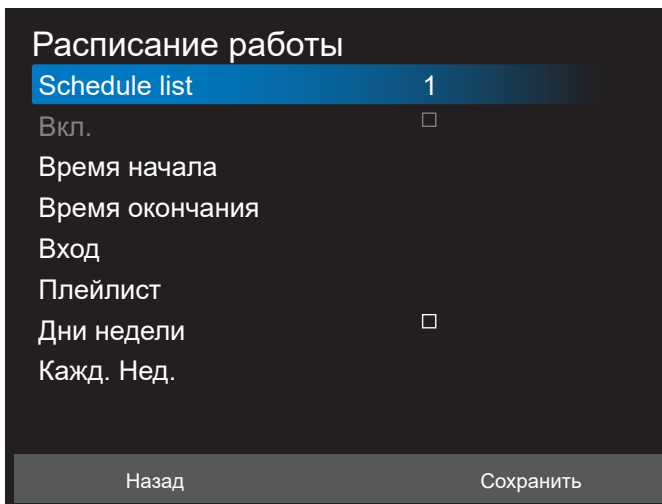 Расписание работы
Schedule list 1
Вкл.
Время начала
Время окончания
Вход
Плейлист
Дни недели
Кажд. Нед.
Назад Сохранить